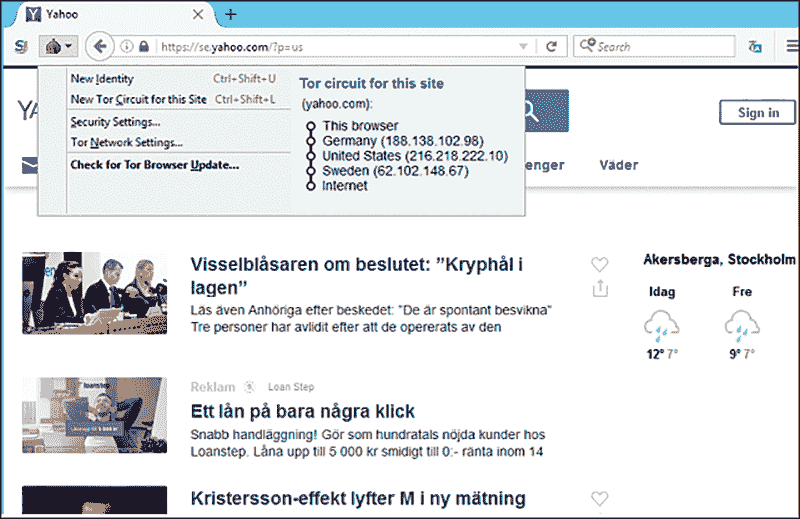 Yahoo
https://se.yahoo.com/?p=us
Search
New Identity Ctrl+Shift+U
New Tor Circuit for this Site Ctrl+Shift+L
Security Settings...
Tor Network Settings...
Check for Tor Browser Update...
Tor circuit for this site
(yahoo.com):
This browser
Germany (188.138.102.98)
United States (216.218.222.10)
Sweden (62.102.148.67)
Internet
YA
Sign in
enger Väder
Visselblåsaren om beslutet: ”Kryphål i
lagen”
Läs även Anhöriga efter beskedet: ”De är spontant besvikna”
Tre personer har avlidit efter att de opererats av den
Akersberga, Stockholm
Idag Fre
12° 7° 9° 7°
loanstep
Reklam Loan Step
Ett lån på bara några klick
Snabb handläggning! Gör som hundratals nöjda kunder hos
Loanstep. Låna upp till 5 000 kr smidigt till 0:- ränta inom 14
Kristersson-effekt lyfter M i ny mätning